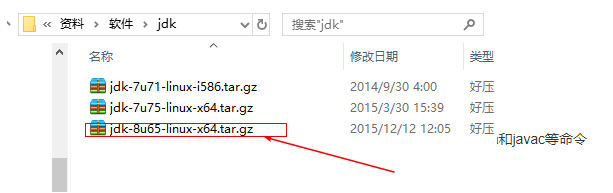 « 资料 > 软件 > jdk 搜索"jdk"
名称 修改日期 类型
jdk-7u71-linux-i586.tar.gz 2014/9/30 4:00 好压
jdk-7u75-linux-x64.tar.gz 2015/3/30 15:39 好压
jdk-8u65-linux-x64.tar.gz 2015/12/12 12:05 好压
和javac等命令